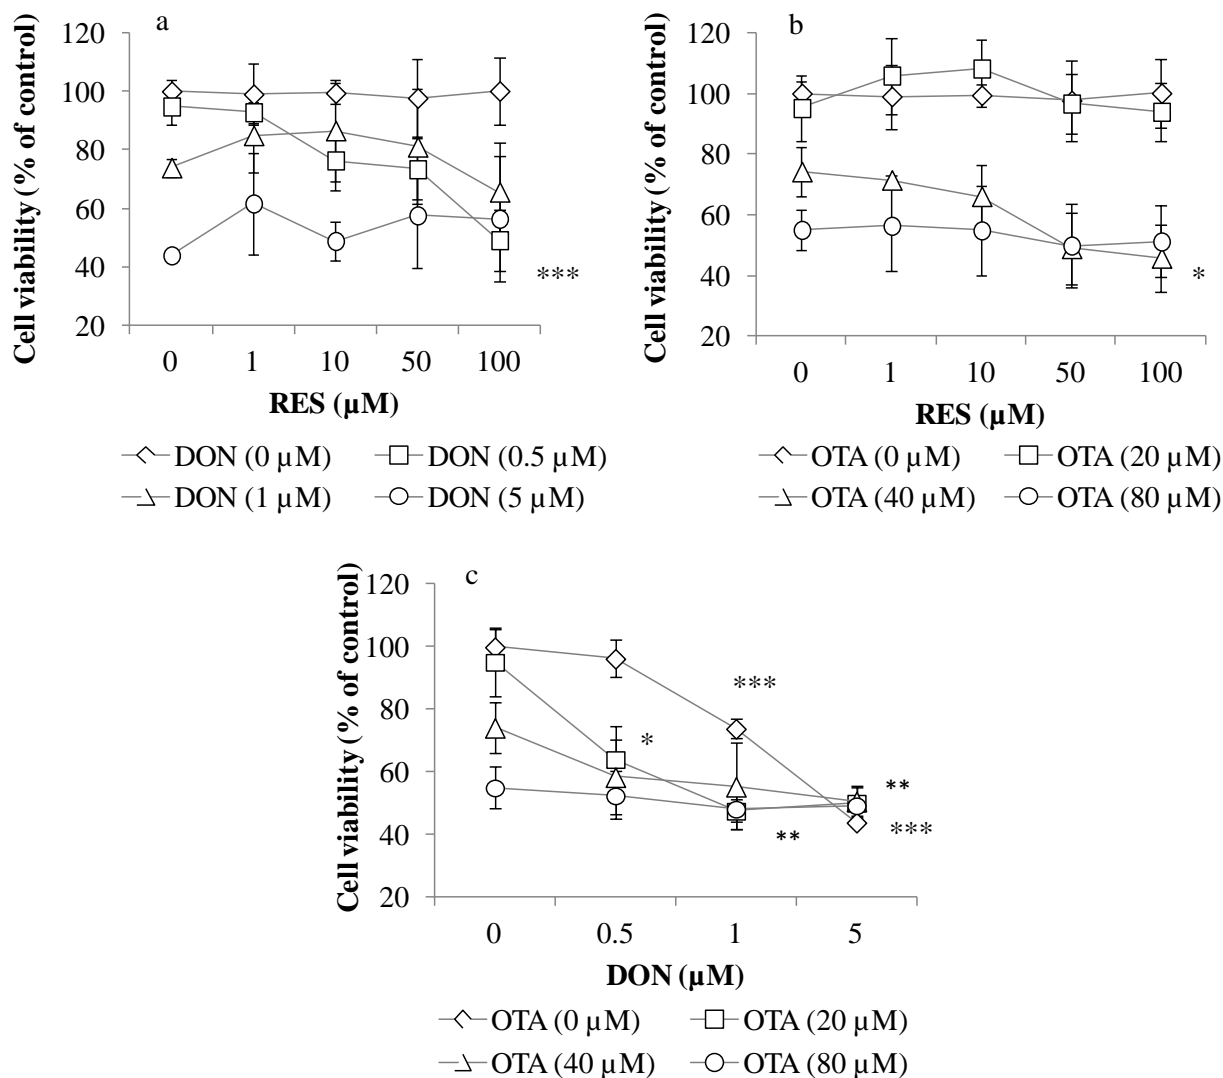 a
Cell viability (% of control)
120
100
80
60
40
20
***
0 1 10 50 100
RES (µM)
DON (0 µM) DON (0.5 µM)
DON (1 µM) DON (5 µM)
b
Cell viability (% of control)
120
100
80
60
40
20
*
0 1 10 50 100
RES (µM)
OTA (0 µM) OTA (20 µM)
OTA (40 µM) OTA (80 µM)
c
Cell viability (% of control)
120
100
80
60
40
20
***
*
**
**
***
0 0.5 1 5
DON (µM)
OTA (0 µM) OTA (20 µM)
OTA (40 µM) OTA (80 µM)